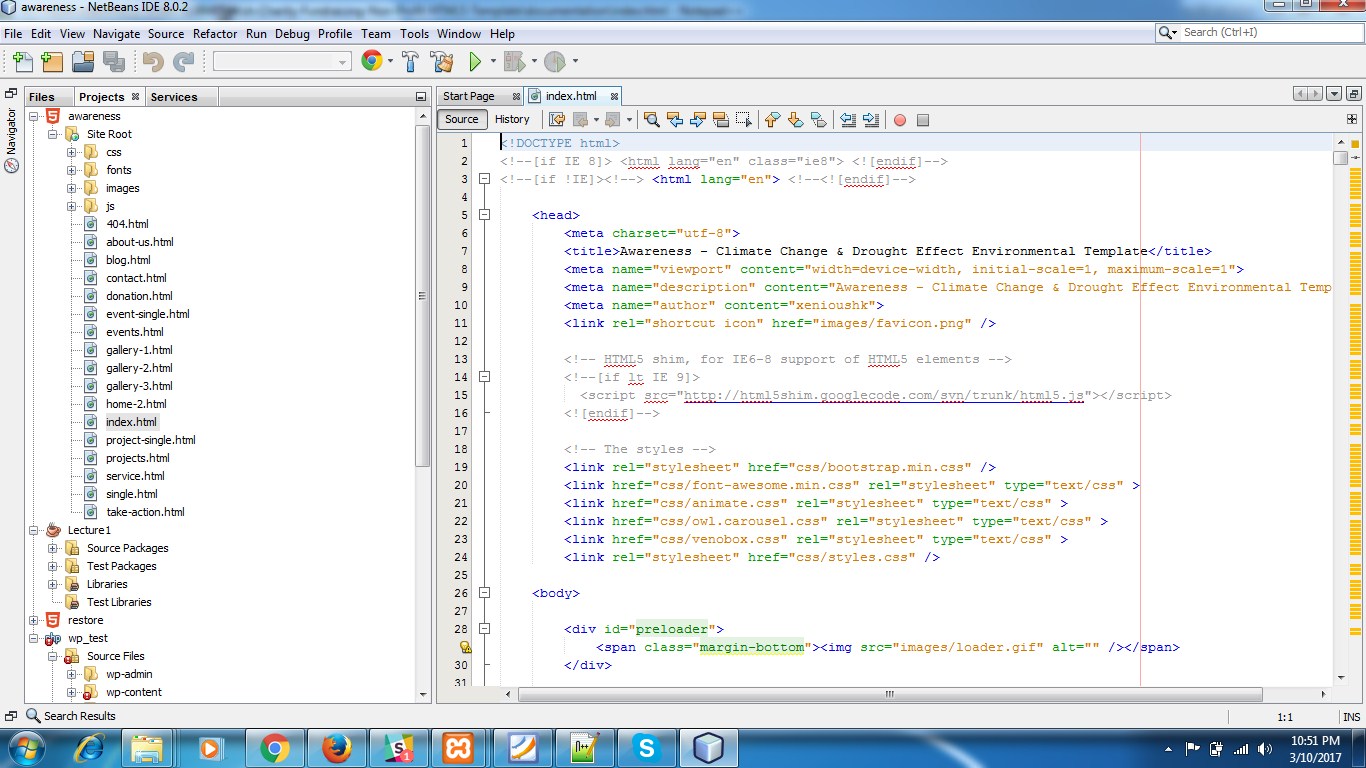 awareness - NetBeans IDE 8.0.2
File Edit View Navigate Source Refactor Run Debug Profile Team Tools Window Help
Search (Ctrl+I)
Files Projects Services
Navigator
awareness
Site Root
css
fonts
images
js
404.html
about-us.html
blog.html
contact.html
donation.html
event-single.html
events.html
gallery-1.html
gallery-2.html
gallery-3.html
home-2.html
index.html
project-single.html
projects.html
service.html
single.html
take-action.html
Lecture1
Source Packages
Test Packages
Libraries
Test Libraries
restore
wp_test
Source Files
wp-admin
wp-content
Start Page index.html
Source History
1 <!DOCTYPE html>
2 <!--[if IE 8]> <html lang="en" class="ie8"> <![endif]-->
3 <!--[if !IE]><!--> <html lang="en"> <!--<![endif]-->
4
5 <head>
6 <meta charset="utf-8">
7 <title>Awareness - Climate Change & Drought Effect Environmental Template</title>
8 <meta name="viewport" content="width=device-width, initial-scale=1, maximum-scale=1">
9 <meta name="description" content="Awareness - Climate Change & Drought Effect Environmental Temp
10 <meta name="author" content="xenioushk">
11 <link rel="shortcut icon" href="images/favicon.png" />
12
13 <!-- HTML5 shim, for IE6-8 support of HTML5 elements -->
14 <!--[if lt IE 9]>
15 <script src="http://html5shim.googlecode.com/svn/trunk/html5.js"></script>
16 <![endif]-->
17
18 <!-- The styles -->
19 <link rel="stylesheet" href="css/bootstrap.min.css" />
20 <link href="css/font-awesome.min.css" rel="stylesheet" type="text/css" >
21 <link href="css/animate.css" rel="stylesheet" type="text/css" >
22 <link href="css/owl.carousel.css" rel="stylesheet" type="text/css" >
23 <link href="css/venobox.css" rel="stylesheet" type="text/css" >
24 <link rel="stylesheet" href="css/styles.css" />
25
26 <body>
27
28 <div id="preloader">
<span class="margin-bottom"><img src="images/loader.gif" alt="" /></span>
30 </div>
31
Search Results
1:1 INS
10:51 PM
3/10/2017